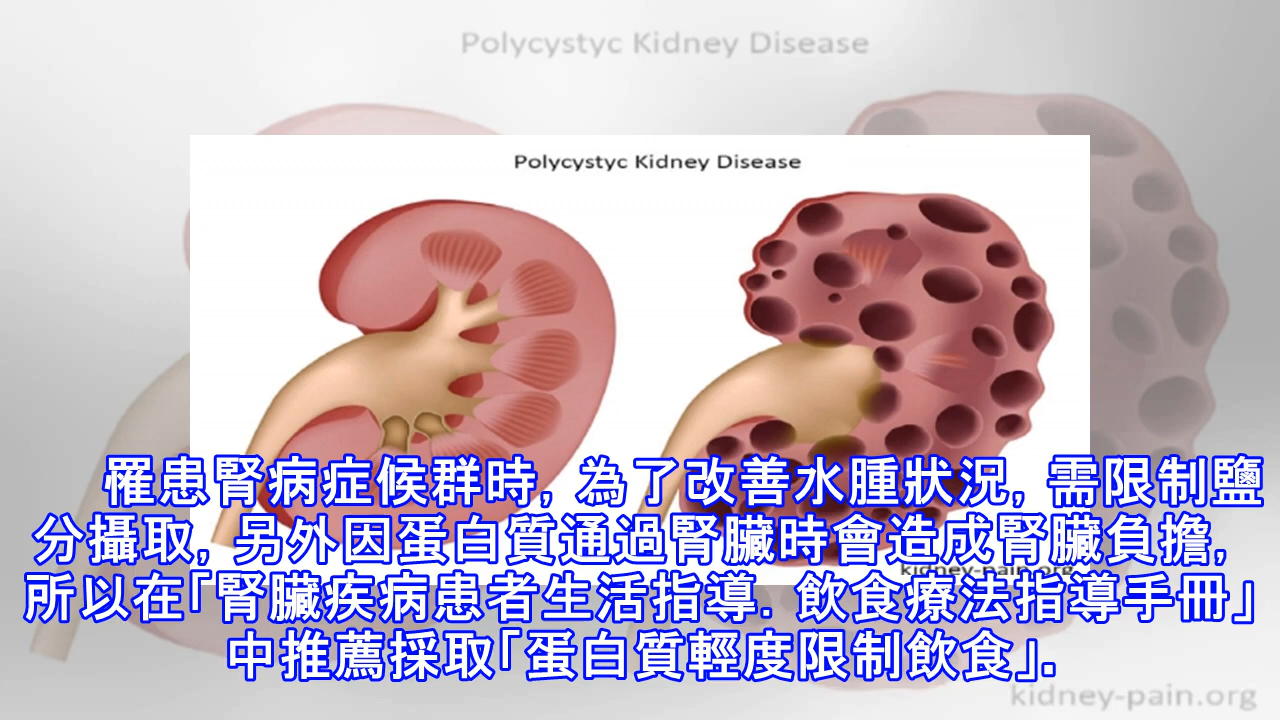 Polycystyc Kidney Disease
Polycystyc Kidney Disease
罹患腎病症候群時, 為了改善水腫狀況, 需限制鹽
分攝取, 另外因蛋白質通過腎臟時會造成腎臟負擔,
kidney-pain.org
所以在「腎臟疾病患者生活指導. 飲食療法指導手冊」
中推薦採取「蛋白質輕度限制飲食」.
kidney-pain.org